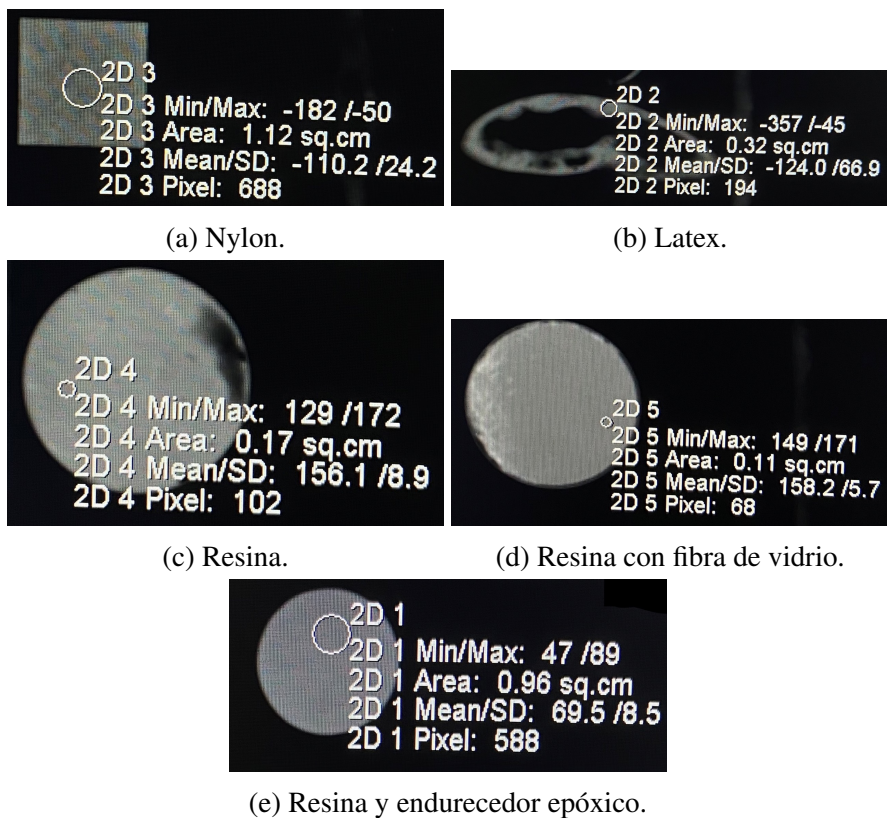 2D 3
2D 3 Min/Max: -182 /-50
2D 3 Area: 1.12 sq.cm
2D 3 Mean/SD: -110.2 /24.2
2D 3 Pixel: 688
(a) Nylon.
2D 2
2D 2 Min/Max: -357 /-45
2D 2 Area: 0.32 sq.cm
2D 2 Mean/SD: -124.0 /66.9
2D 2 Pixel: 194
(b) Latex.
2D 4
2D 4 Min/Max: 129 /172
2D 4 Area: 0.17 sq.cm
2D 4 Mean/SD: 156.1 /8.9
2D 4 Pixel: 102
(c) Resina.
2D 5
2D 5 Min/Max: 149 /171
2D 5 Area: 0.11 sq.cm
2D 5 Mean/SD: 158.2 /5.7
2D 5 Pixel: 68
(d) Resina con fibra de vidrio.
2D 1
2D 1 Min/Max: 47 /89
2D 1 Area: 0.96 sq.cm
2D 1 Mean/SD: 69.5 /8.5
2D 1 Pixel: 588
(e) Resina y endurecedor epóxico.